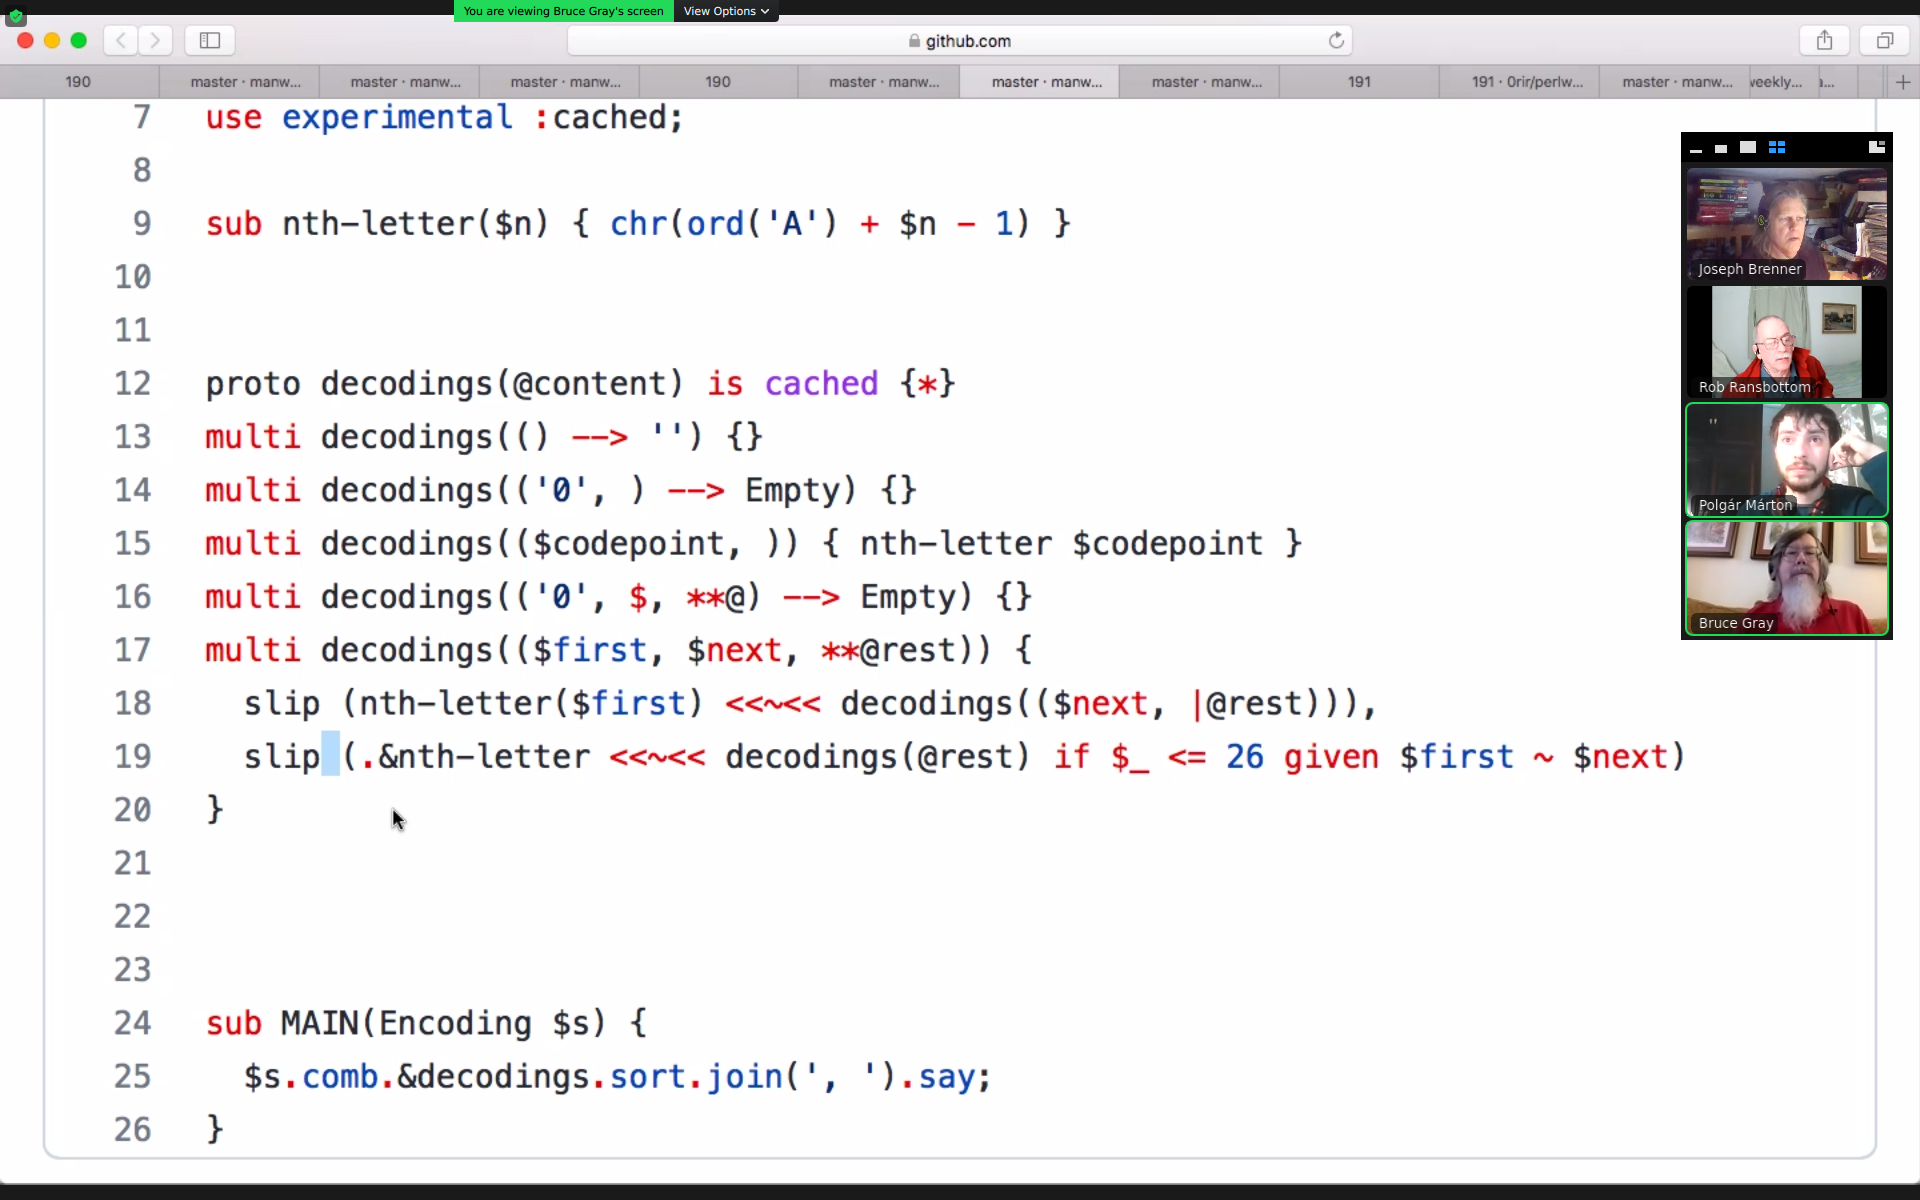 You are viewing Bruce Gray's screen View Options
github.com
190 master · manw... master · manw... master · manw... 190 master · manw... master · manw... master · manw... 191 191 · 0rir/perlw... master · manw... weekly...
7 use experimental :cached;
8
9 sub nth-letter($n) { chr(ord('A') + $n - 1) }
10
11
12 proto decodings(@content) is cached {*}
13 multi decodings(() --> '') {}
14 multi decodings(('0', ) --> Empty) {}
15 multi decodings(($codepoint, )) { nth-letter $codepoint }
16 multi decodings(('0', $, **@) --> Empty) {}
17 multi decodings(($first, $next, **@rest)) {
18 slip (nth-letter($first) <<~<< decodings(($next, |@rest))),
19 slip (.&nth-letter <<~<< decodings(@rest) if $_ <= 26 given $first ~ $next)
20 }
21
22
23
24 sub MAIN(Encoding $s) {
25 $s.comb.&decodings.sort.join(', ').say;
26 }
Joseph Brenner
Rob Ransbottom
Polgár Márton
Bruce Gray